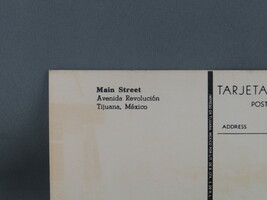 Main Street
Avenida Revolución
Tijuana, México
TARJETA
POST
ADDRESS